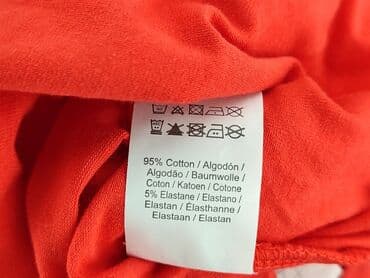 95% Cotton / Algodón /
Algodão / Baumwolle /
Coton / Katoen / Cotone
5% Elastane / Elastano /
Elastan / Élasthanne /
Elastaan / Elastan